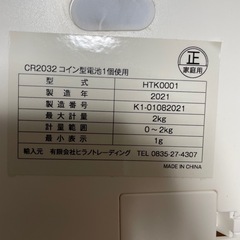 正
家庭用
CR2032 コイン型電池1個使用
型式 HTK0001
製造年 2021
製造番号 K1-01082021
最大計量 2kg
計量範囲 0〜2kg
最小表示 1g
輸入元 有限会社ヒラノトレーディング TEL 0835-27-4307
MADE IN CHINA